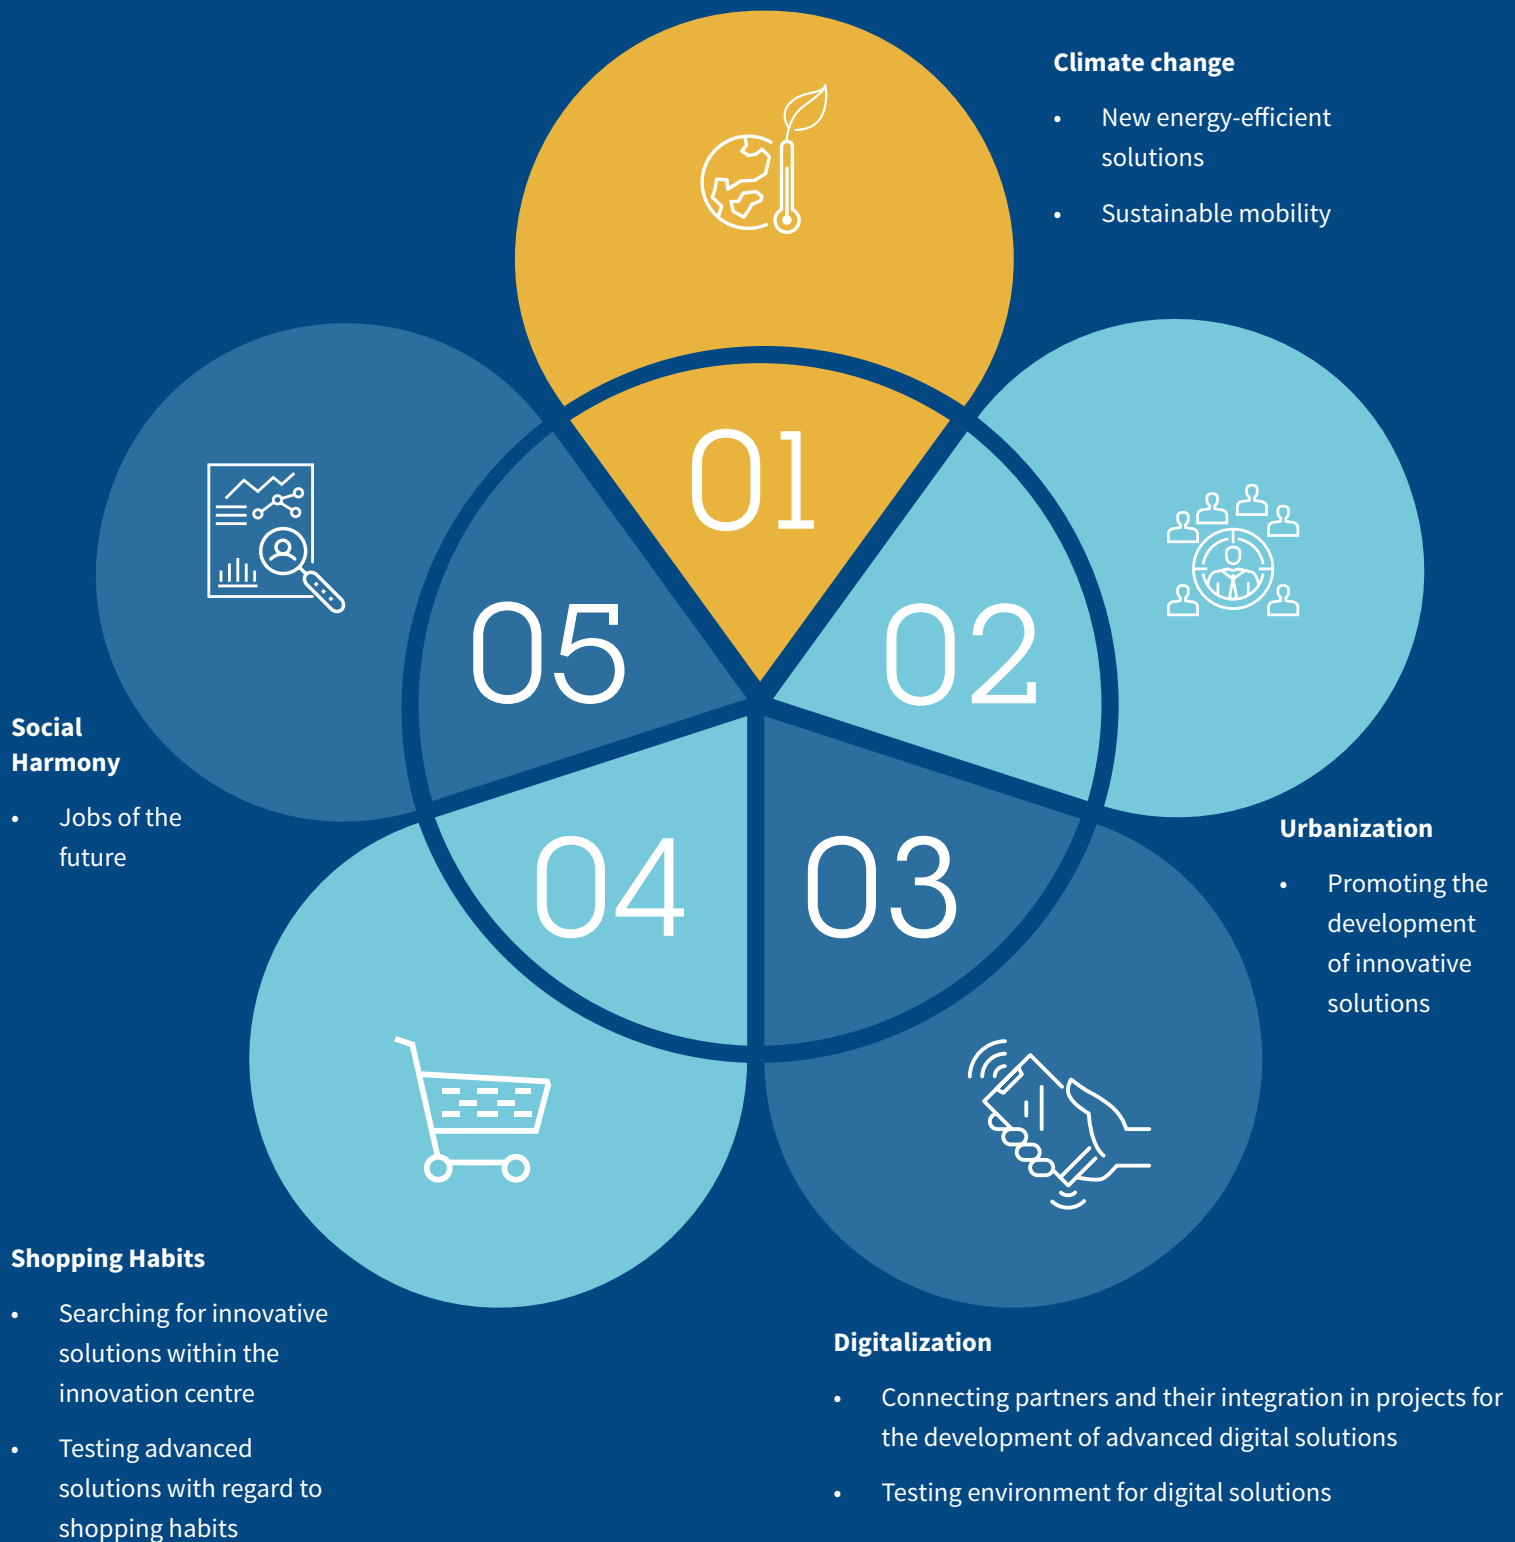 Climate change
• New energy-efficient
solutions
• Sustainable mobility
01
02
03
04
05
Urbanization
• Promoting the
development
of innovative
solutions
Digitalization
• Connecting partners and their integration in projects for
the development of advanced digital solutions
• Testing environment for digital solutions
Shopping Habits
• Searching for innovative
solutions within the
innovation centre
• Testing advanced
solutions with regard to
shopping habits
Social
Harmony
• Jobs of the
future